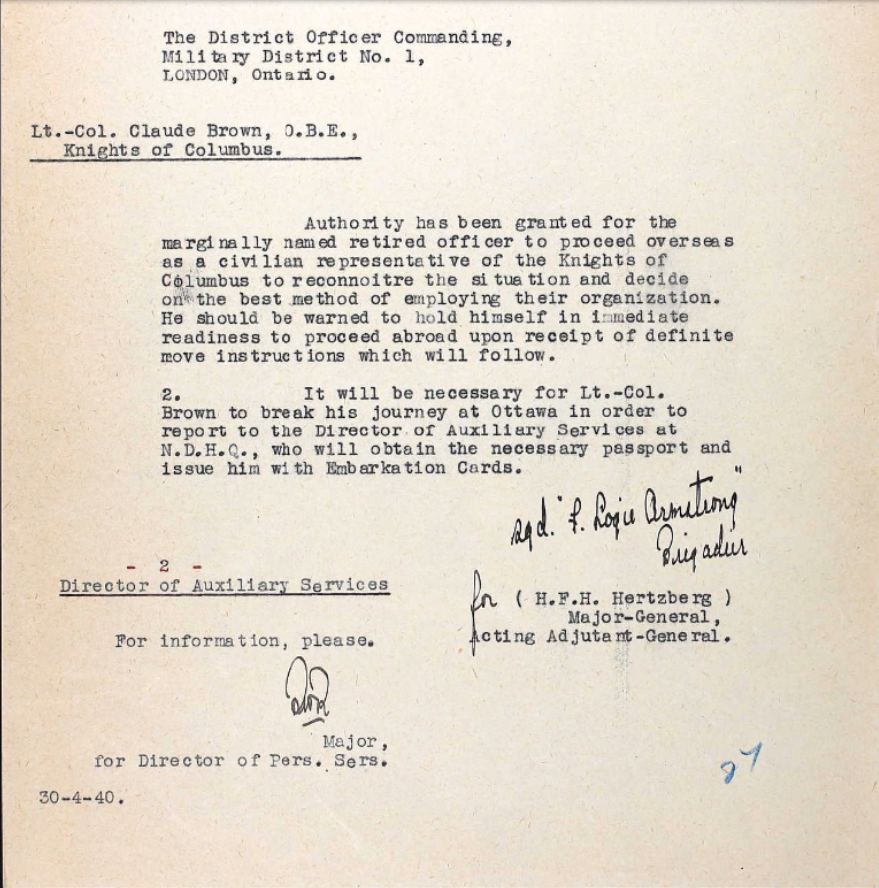 The District Officer Commanding,
Military District No. 1,
LONDON, Ontario.
Lt.-Col. Claude Brown, O.B.E.,
Knights of Columbus.
Authority has been granted for the
marginally named retired officer to proceed overseas
as a civilian representative of the Knights of
Columbus to reconnoitre the situation and decide
on the best method of employing their organization.
He should be warned to hold himself in immediate
readiness to proceed abroad upon receipt of definite
move instructions which will follow.
2. It will be necessary for Lt.-Col.
Brown to break his journey at Ottawa in order to
report to the Director of Auxiliary Services at
N.D.H.Q., who will obtain the necessary passport and
issue him with Embarkation Cards.
sgd. "F. Logie Armstrong"
Brigadier
for ( H.F.H. Hertzberg )
Major-General,
Acting Adjutant-General.
- 2 -
Director of Auxiliary Services
For information, please.
Major,
for Director of Pers. Sers.
30-4-40.